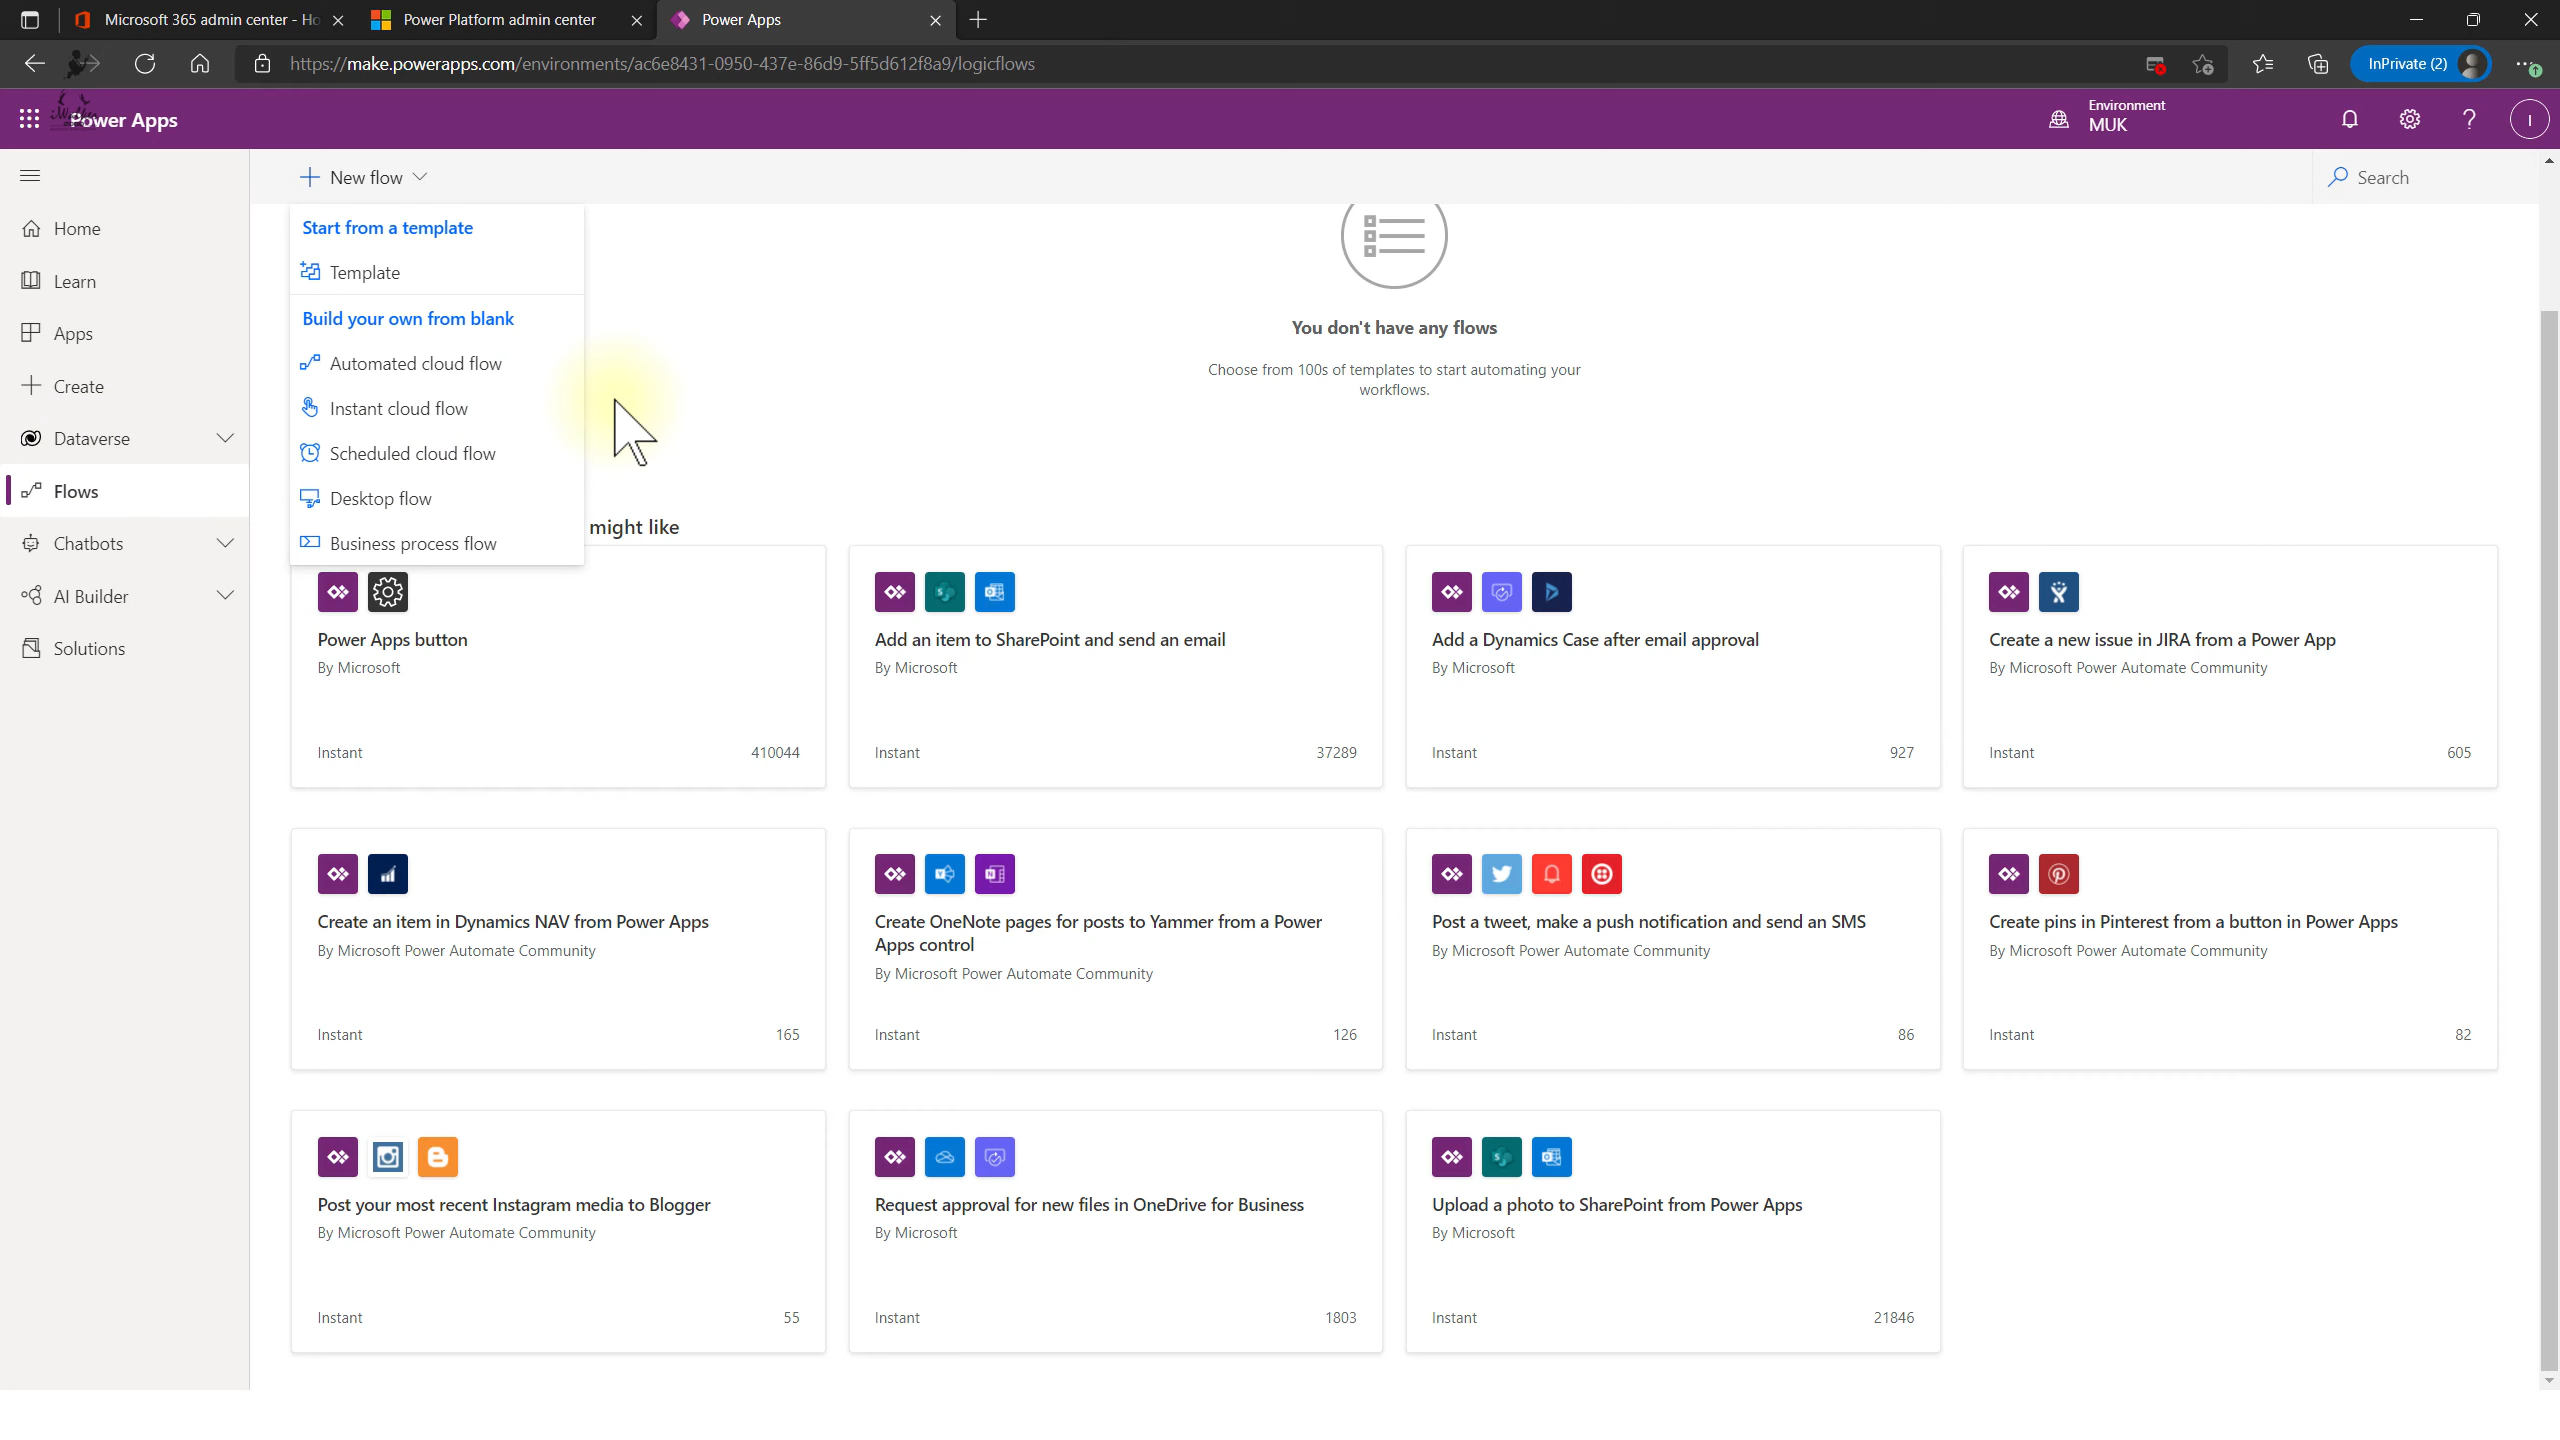 Microsoft 365 admin center - Ho
Power Platform admin center
Power Apps
https://make.powerapps.com/environments/ac6e8431-0950-437e-86d9-5ff5d612f8a9/logicflows
InPrivate (2)
Power Apps
Environment
MUK
I
New flow
Search
Home
Learn
Apps
Create
Dataverse
Flows
Chatbots
AI Builder
Solutions
Start from a template
Template
Build your own from blank
Automated cloud flow
Instant cloud flow
Scheduled cloud flow
Desktop flow
Business process flow
You don't have any flows
Choose from 100s of templates to start automating your
workflows.
might like
Power Apps button
By Microsoft
Instant 410044
Add an item to SharePoint and send an email
By Microsoft
Instant 37289
Add a Dynamics Case after email approval
By Microsoft
Instant 927
Create a new issue in JIRA from a Power App
By Microsoft Power Automate Community
Instant 605
Create an item in Dynamics NAV from Power Apps
By Microsoft Power Automate Community
Instant 165
Create OneNote pages for posts to Yammer from a Power
Apps control
By Microsoft Power Automate Community
Instant 126
Post a tweet, make a push notification and send an SMS
By Microsoft Power Automate Community
Instant 86
Create pins in Pinterest from a button in Power Apps
By Microsoft Power Automate Community
Instant 82
Post your most recent Instagram media to Blogger
By Microsoft Power Automate Community
Instant 55
Request approval for new files in OneDrive for Business
By Microsoft
Instant 1803
Upload a photo to SharePoint from Power Apps
By Microsoft
Instant 21846